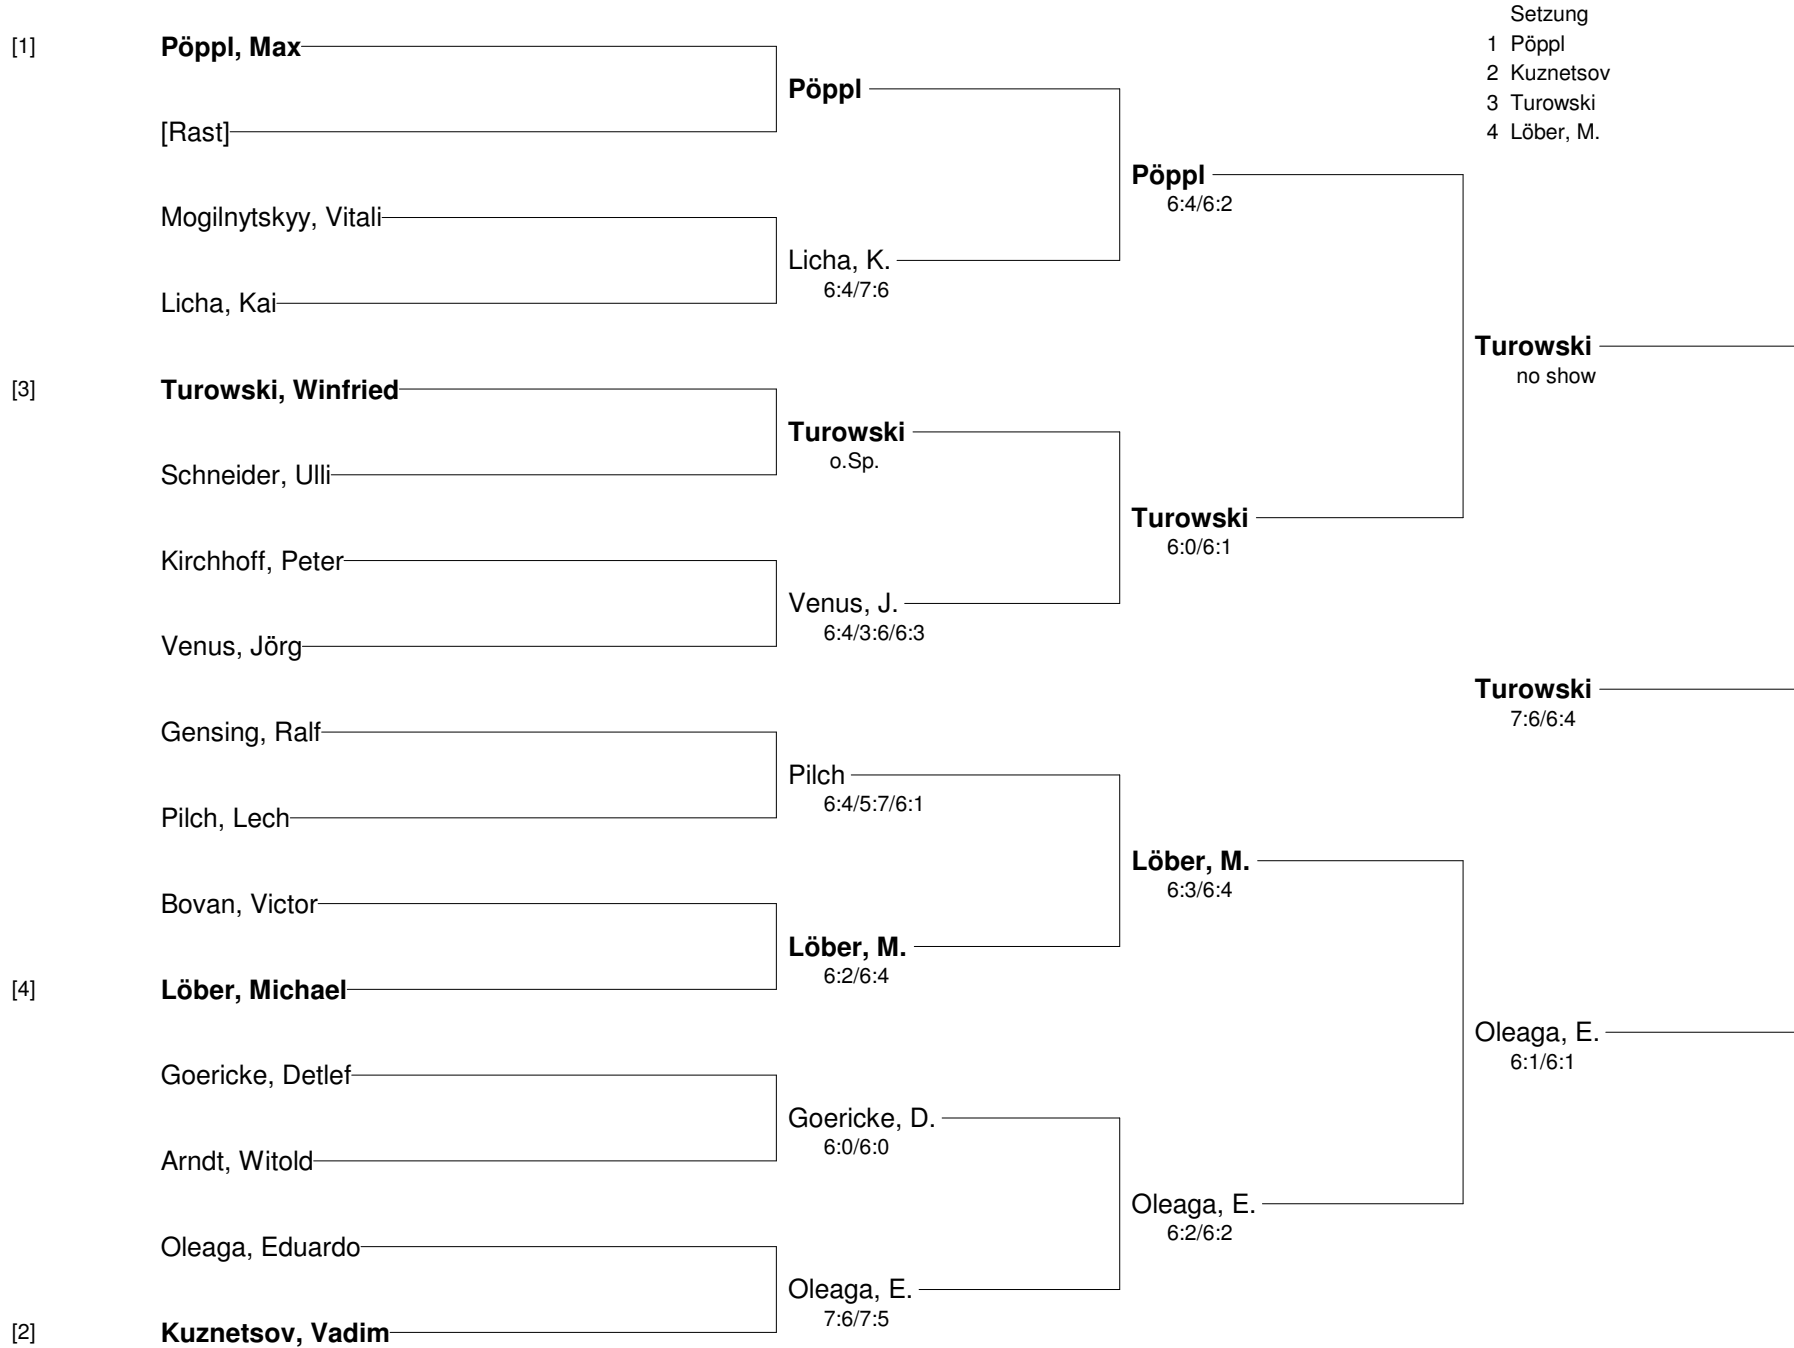 Setzung
1 Pöppl
2 Kuznetsov
3 Turowski
4 Löber, M.
[1] Pöppl, Max
Pöppl
[Rast]
Pöppl
6:4/6:2
Mogilnytskyy, Vitali
Licha, K.
6:4/7:6
Licha, Kai
Turowski
no show
[3] Turowski, Winfried
Turowski
o.Sp.
Schneider, Ulli
Turowski
6:0/6:1
Kirchhoff, Peter
Venus, J.
6:4/3:6/6:3
Venus, Jörg
Turowski
7:6/6:4
Gensing, Ralf
Pilch
6:4/5:7/6:1
Pilch, Lech
Löber, M.
6:3/6:4
Bovan, Victor
Löber, M.
6:2/6:4
[4] Löber, Michael
Oleaga, E.
6:1/6:1
Goericke, Detlef
Goericke, D.
6:0/6:0
Arndt, Witold
Oleaga, E.
6:2/6:2
Oleaga, Eduardo
Oleaga, E.
7:6/7:5
[2] Kuznetsov, Vadim